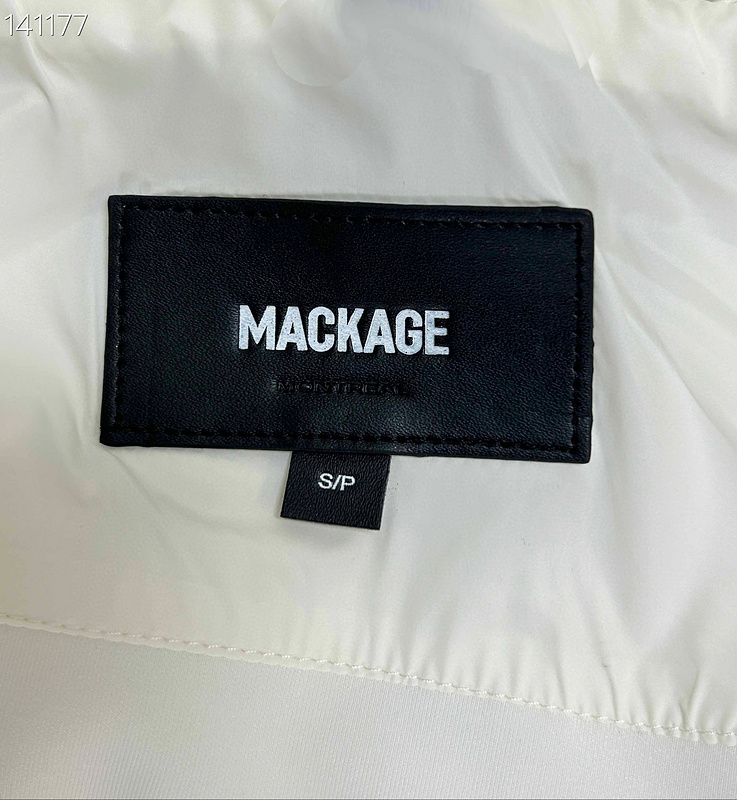 141177
MACKAGE
MONTREAL
S/P